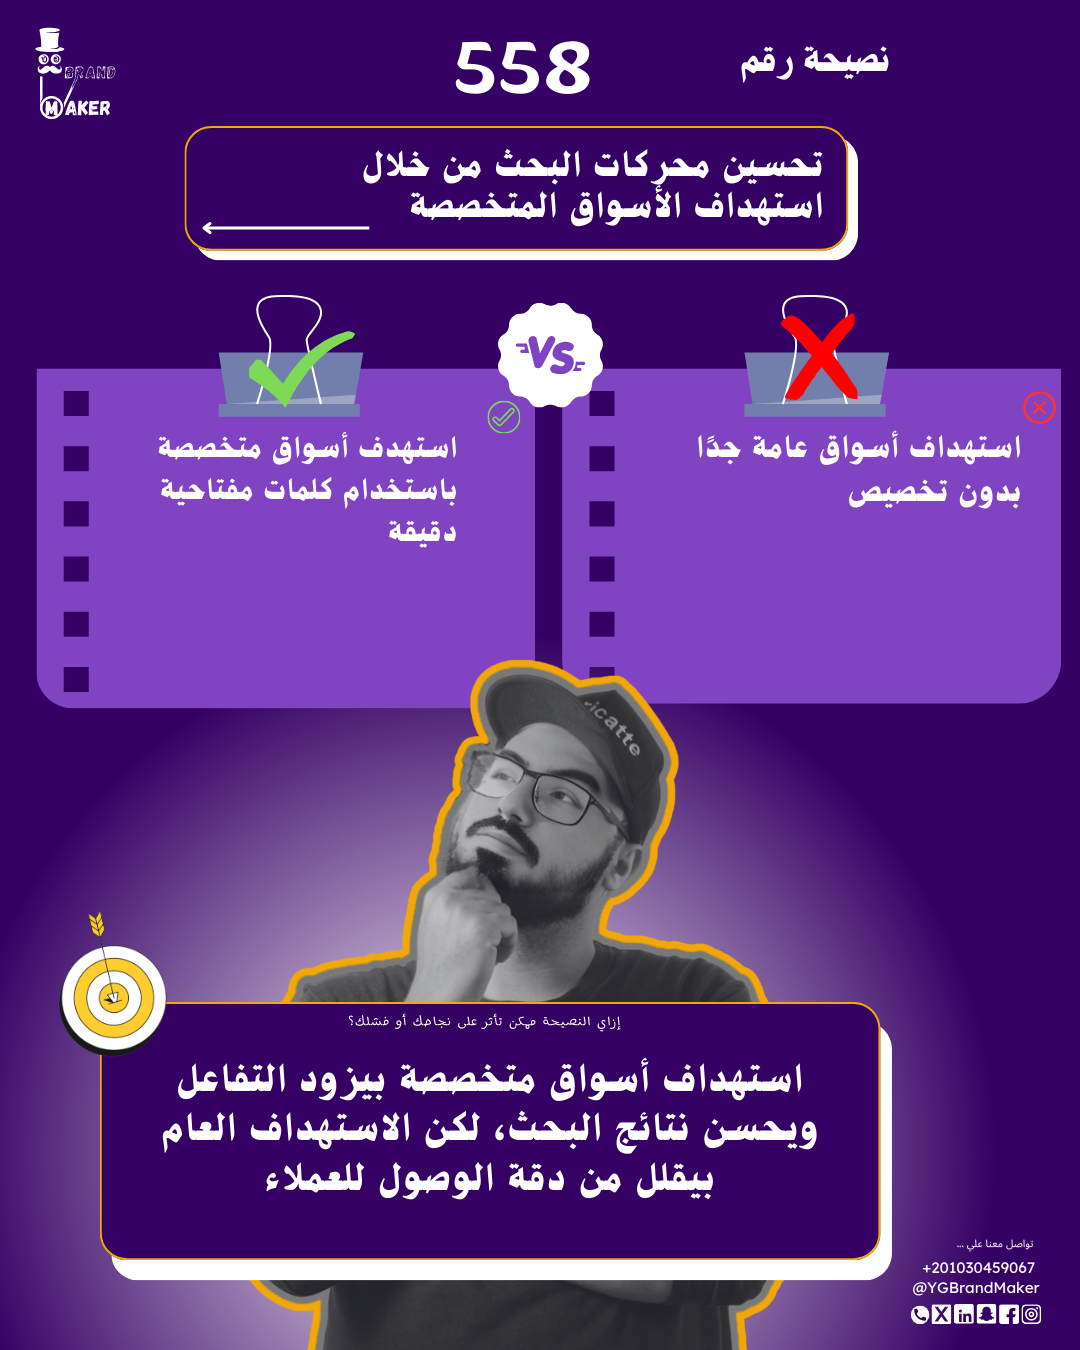 BRAND
MAKER
نصيحة رقم
558
تحسين محركات البحث من خلال
استهداف الأسواق المتخصصة
VS
استهداف أسواق عامة جدًا
بدون تخصيص
استهدف أسواق متخصصة
باستخدام كلمات مفتاحية
دقيقة
icatte
إزاي النصيحة ممكن تأثر على نجاحك أو فشلك؟
استهداف أسواق متخصصة بيزود التفاعل
ويحسن نتائج البحث، لكن الاستهداف العام
بيقلل من دقة الوصول للعملاء
تواصل معنا علي ...
+201030459067
@YGBrandMaker